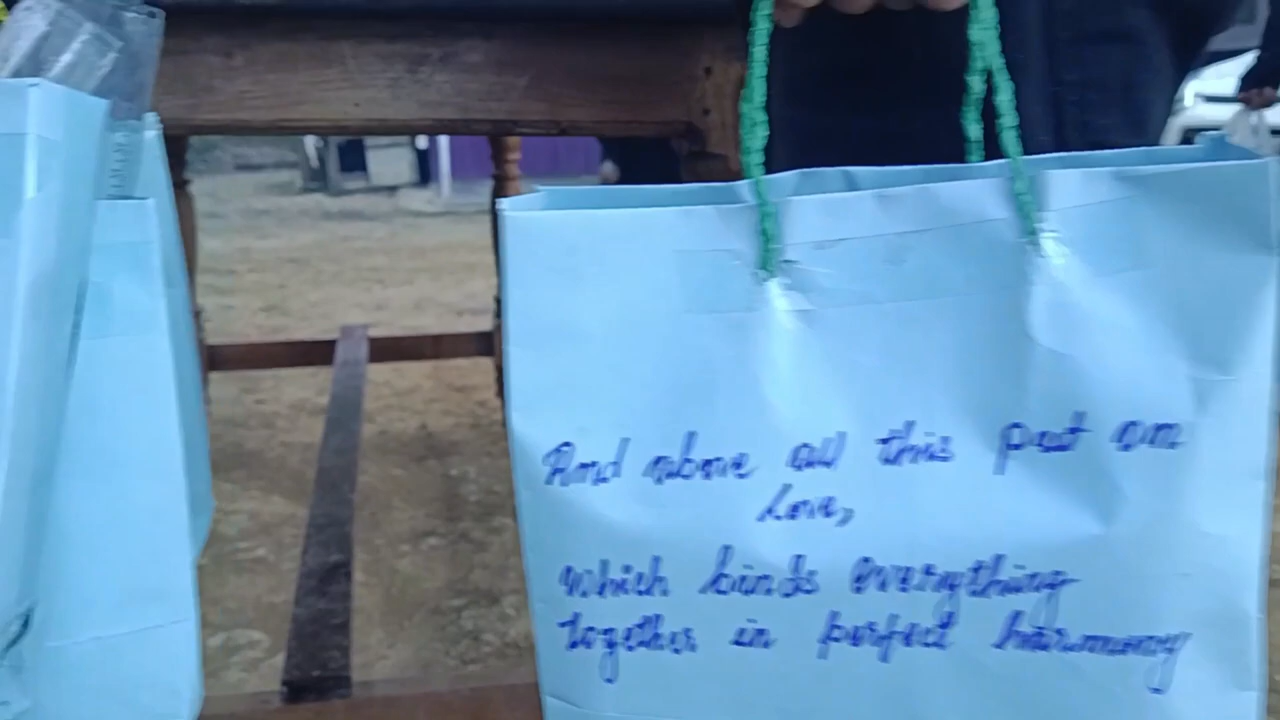 And above all this put on
Love,
which binds everything
together in perfect harmony